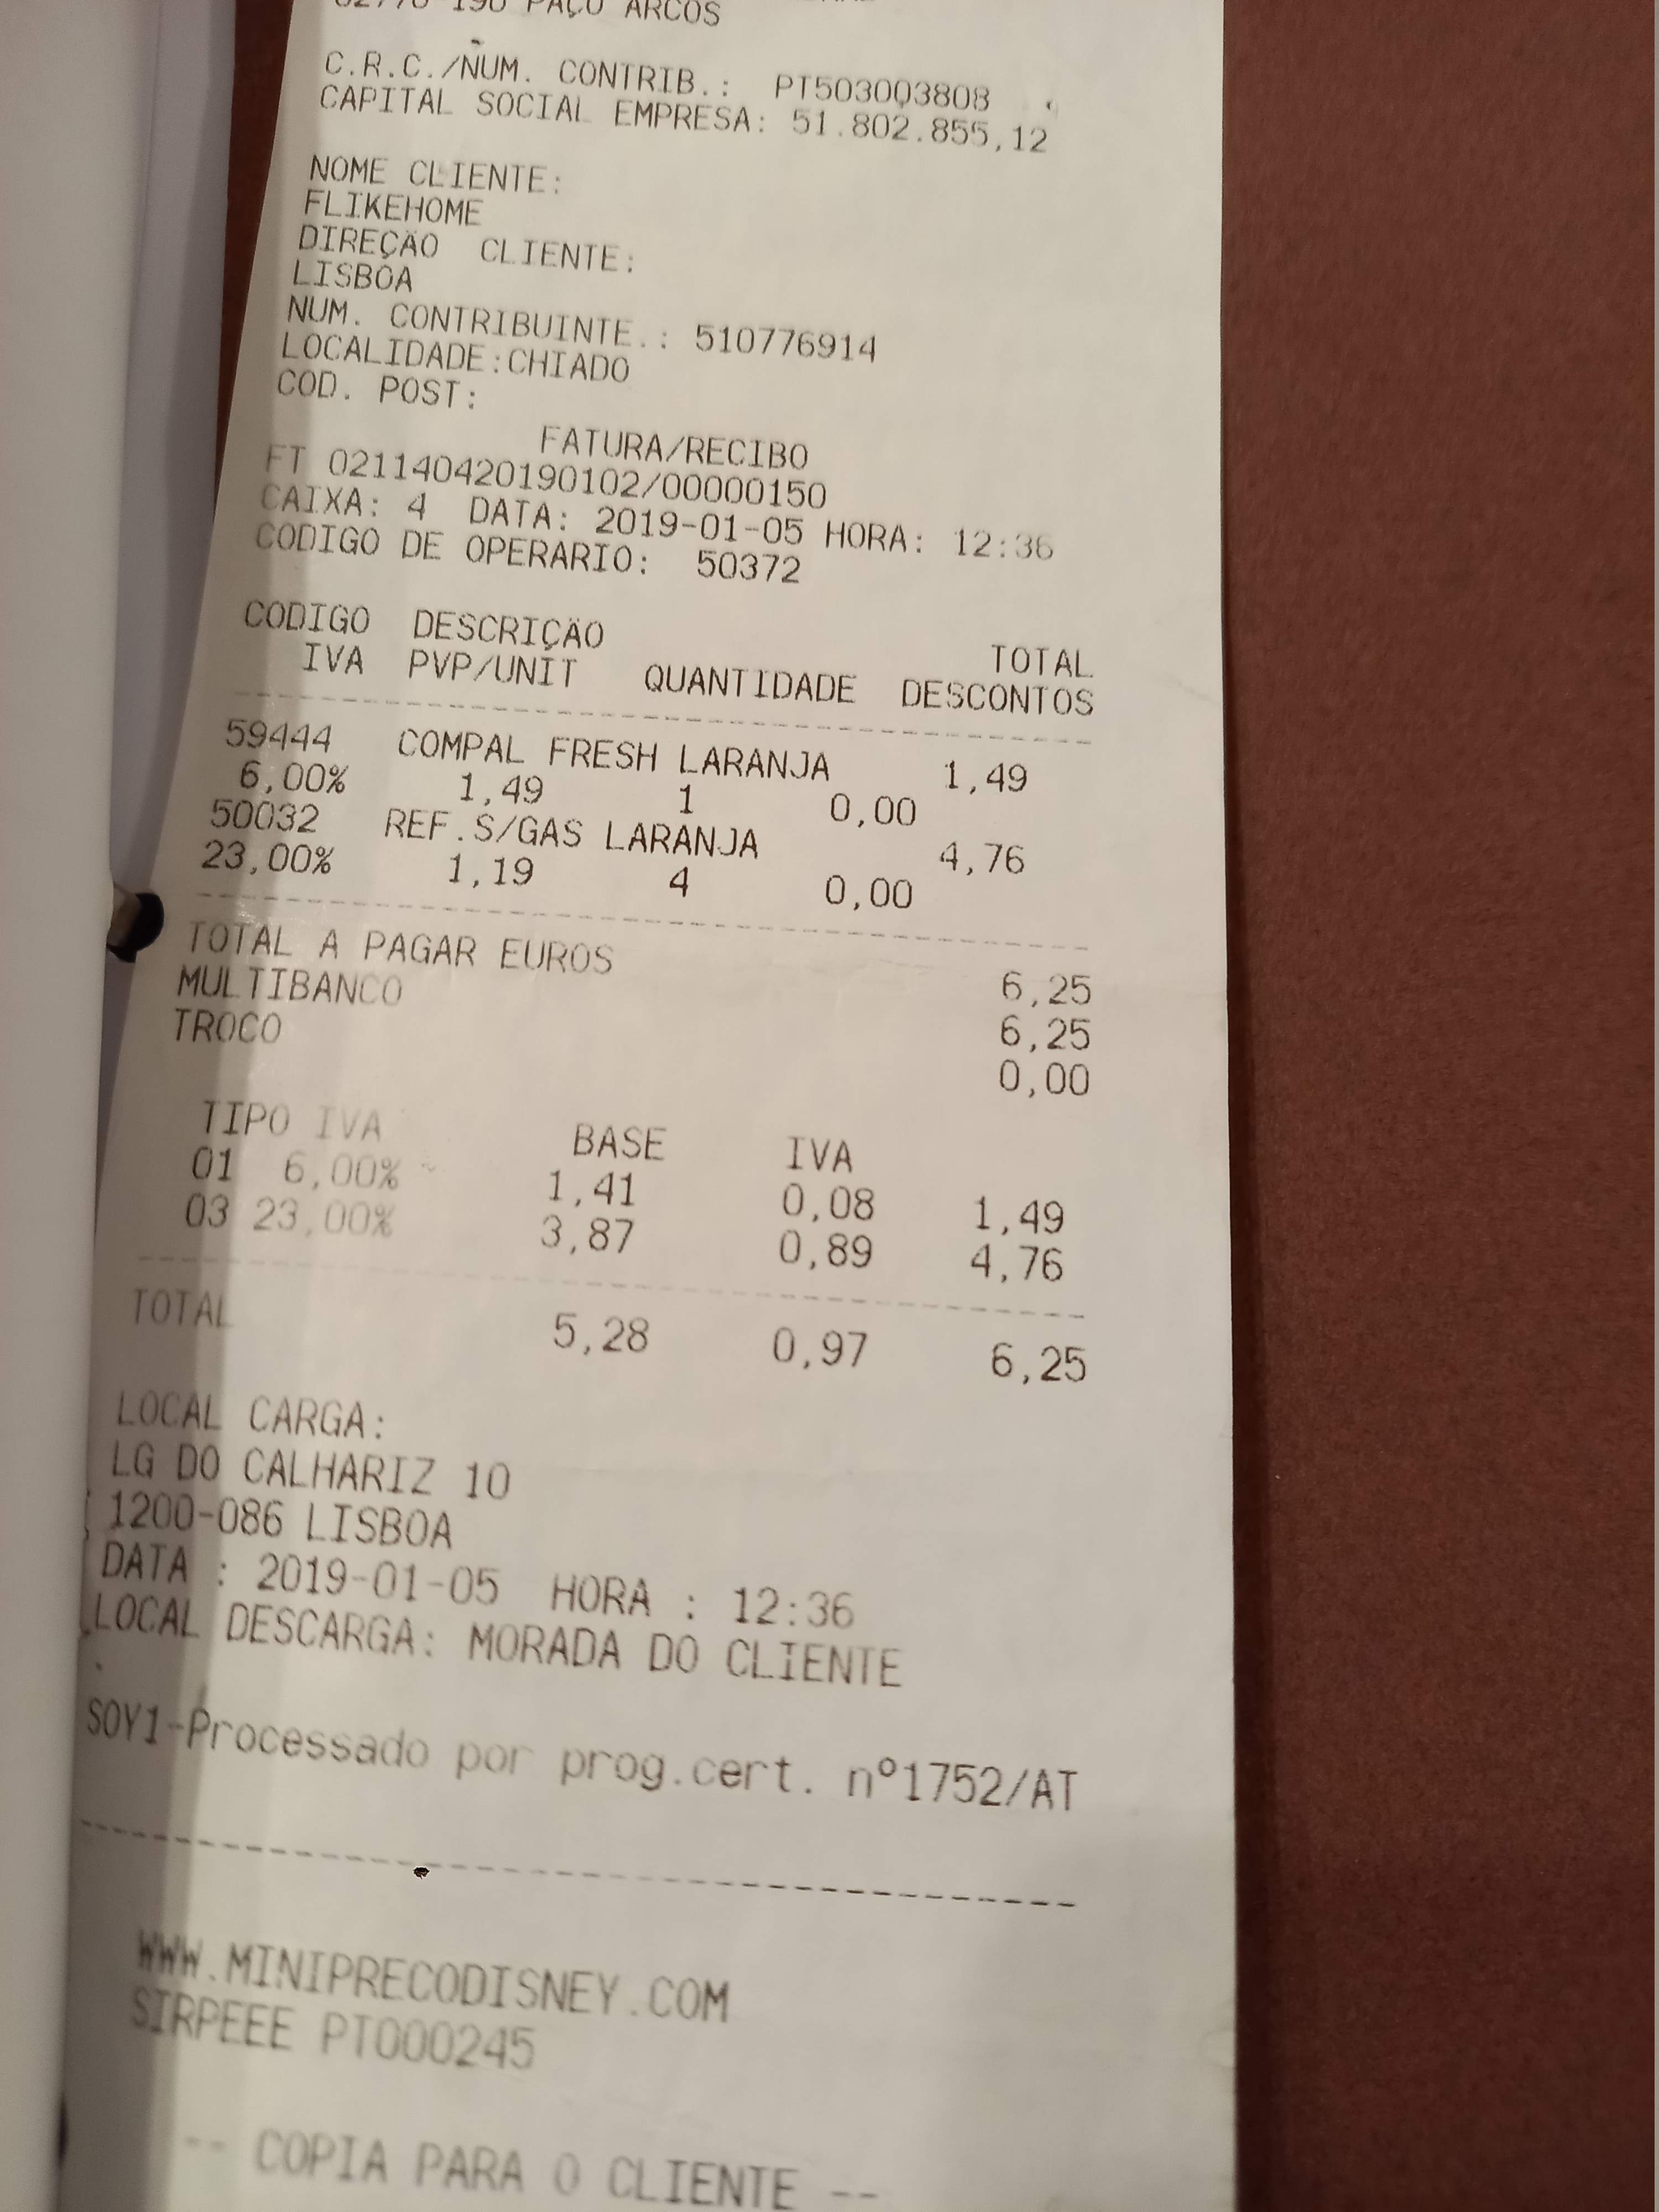 PAÇO ARCOS
C.R.C./NUM. CONTRIB.: PT503003808
CAPITAL SOCIAL EMPRESA: 51.802.855,12
NOME CLIENTE:
FLIKEHOME
DIREÇÃO CLIENTE:
LISBOA
NUM. CONTRIBUINTE.: 510776914
LOCALIDADE:CHIADO
COD. POST:
FATURA/RECIBO
FT 021140420190102/00000150
CAIXA: 4 DATA: 2019-01-05 HORA: 12:36
CODIGO DE OPERARIO: 50372
CODIGO DESCRIÇÃO TOTAL
IVA PVP/UNIT QUANTIDADE DESCONTOS
59444 COMPAL FRESH LARANJA 1,49
6,00% 1,49 1 0,00
50032 REF.S/GAS LARANJA 4,76
23,00% 1,19 4 0,00
TOTAL A PAGAR EUROS 6,25
MULTIBANCO 6,25
TROCO 0,00
TIPO IVA BASE IVA
01 6,00% 1,41 0,08 1,49
03 23,00% 3,87 0,89 4,76
TOTAL 5,28 0,97 6,25
LOCAL CARGA:
LG DO CALHARIZ 10
1200-086 LISBOA
DATA : 2019-01-05 HORA : 12:36
LOCAL DESCARGA: MORADA DO CLIENTE
SOY1-Processado por prog.cert. nº1752/AT
WWW.MINIPRECODISNEY.COM
SIRPEEE PT000245
-- COPIA PARA O CLIENTE --